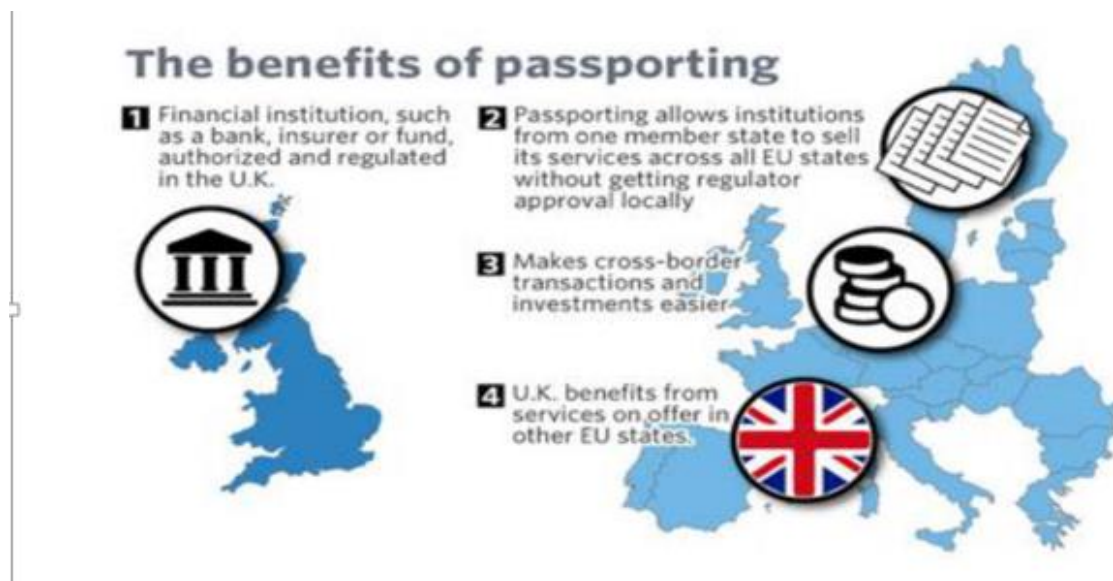 The benefits of passporting
1 Financial institution, such
as a bank, insurer or fund,
authorized and regulated
in the U.K.
2 Passporting allows institutions
from one member state to sell
its services across all EU states
without getting regulator
approval locally
3 Makes cross-border
transactions and
investments easier
4 U.K. benefits from
services on offer in
other EU states.